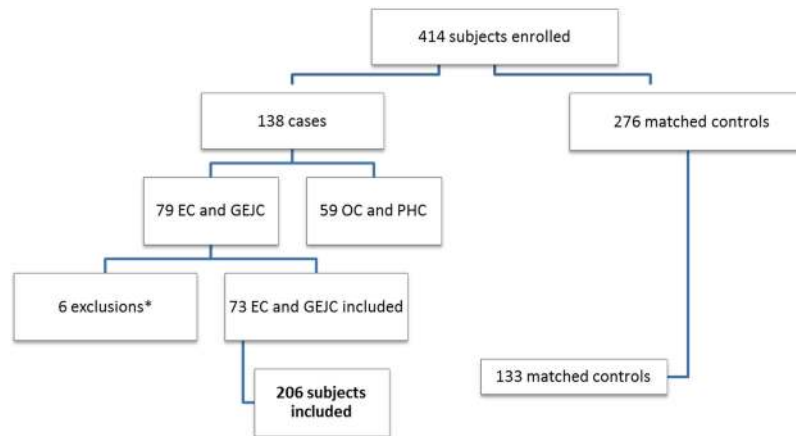 414 subjects enrolled
138 cases
276 matched controls
79 EC and GEJC
59 OC and PHC
6 exclusions*
73 EC and GEJC included
133 matched controls
206 subjects
included